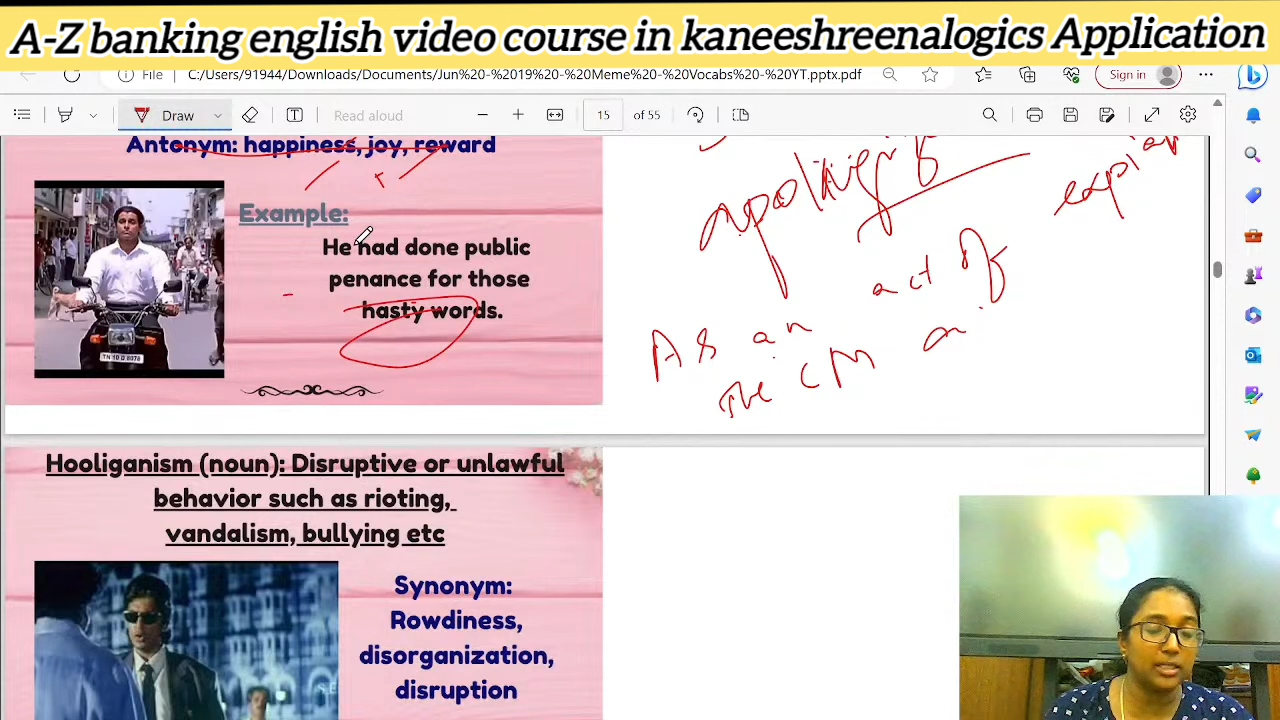 A-Z banking english video course in kaneeshreenalogics Application
File
C:/Users/91944/Downloads/Documents/Jun%20-%2019%20-%20Meme%20-%20Vocabs%20-%20YT.pptx.pdf
Sign in
Draw
Read aloud
15 of 55
Antonym: happiness, joy, reward
Example:
He had done public
penance for those
hasty words.
TN 10 D 8078
act of
As an
The CM
Hooliganism (noun): Disruptive or unlawful
behavior such as rioting,
vandalism, bullying etc
Synonym:
Rowdiness,
disorganization,
disruption